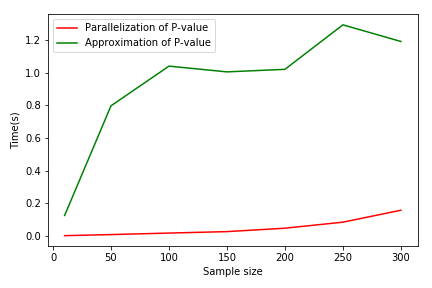 Parallelization of P-value
Approximation of P-value
Time(s)
1.2
1.0
0.8
0.6
0.4
0.2
0.0
0 50 100 150 200 250 300
Sample size